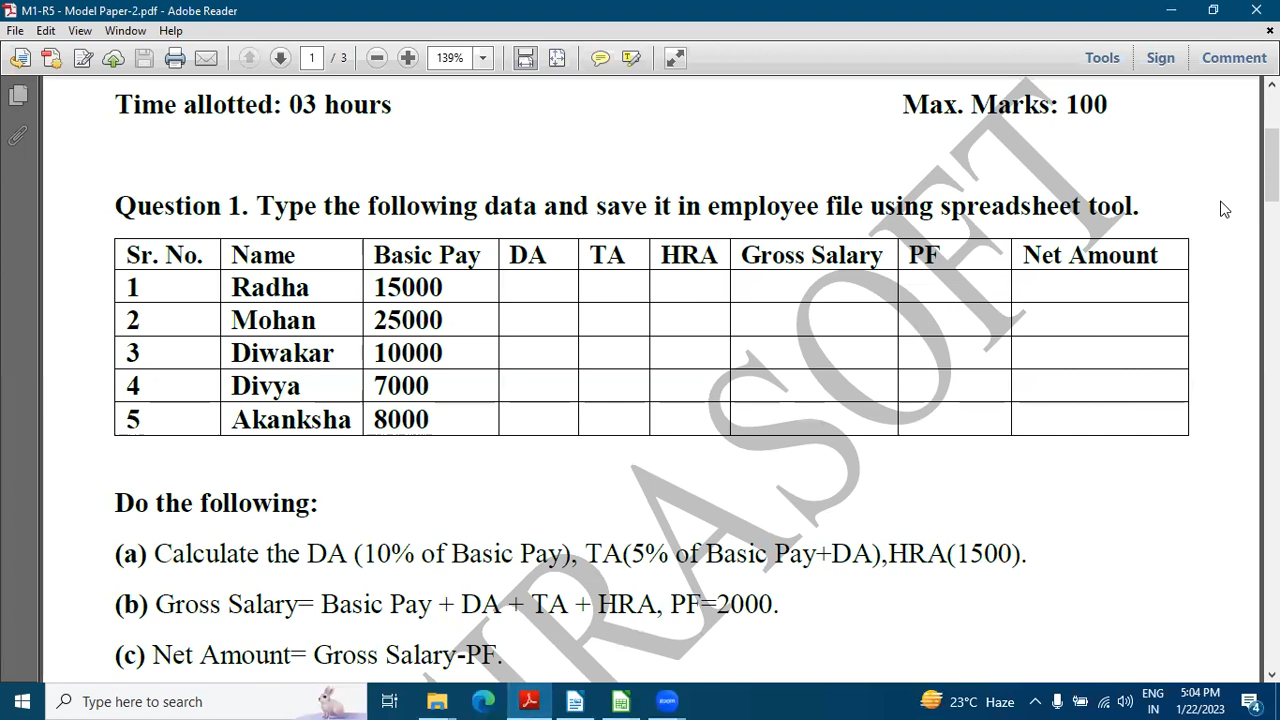 M1-R5 - Model Paper-2.pdf - Adobe Reader
File Edit View Window Help
1 / 3 139% Tools Sign Comment
Time allotted: 03 hours Max. Marks: 100
Question 1. Type the following data and save it in employee file using spreadsheet tool.
Sr. No. Name Basic Pay DA TA HRA Gross Salary PF Net Amount
1 Radha 15000
2 Mohan 25000
3 Diwakar 10000
4 Divya 7000
5 Akanksha 8000
Do the following:
(a) Calculate the DA (10% of Basic Pay), TA(5% of Basic Pay+DA),HRA(1500).
(b) Gross Salary= Basic Pay + DA + TA + HRA, PF=2000.
(c) Net Amount= Gross Salary-PF.
IRASOFT
Type here to search
zoom
23°C Haze
ENG
IN
5:04 PM
1/22/2023
4